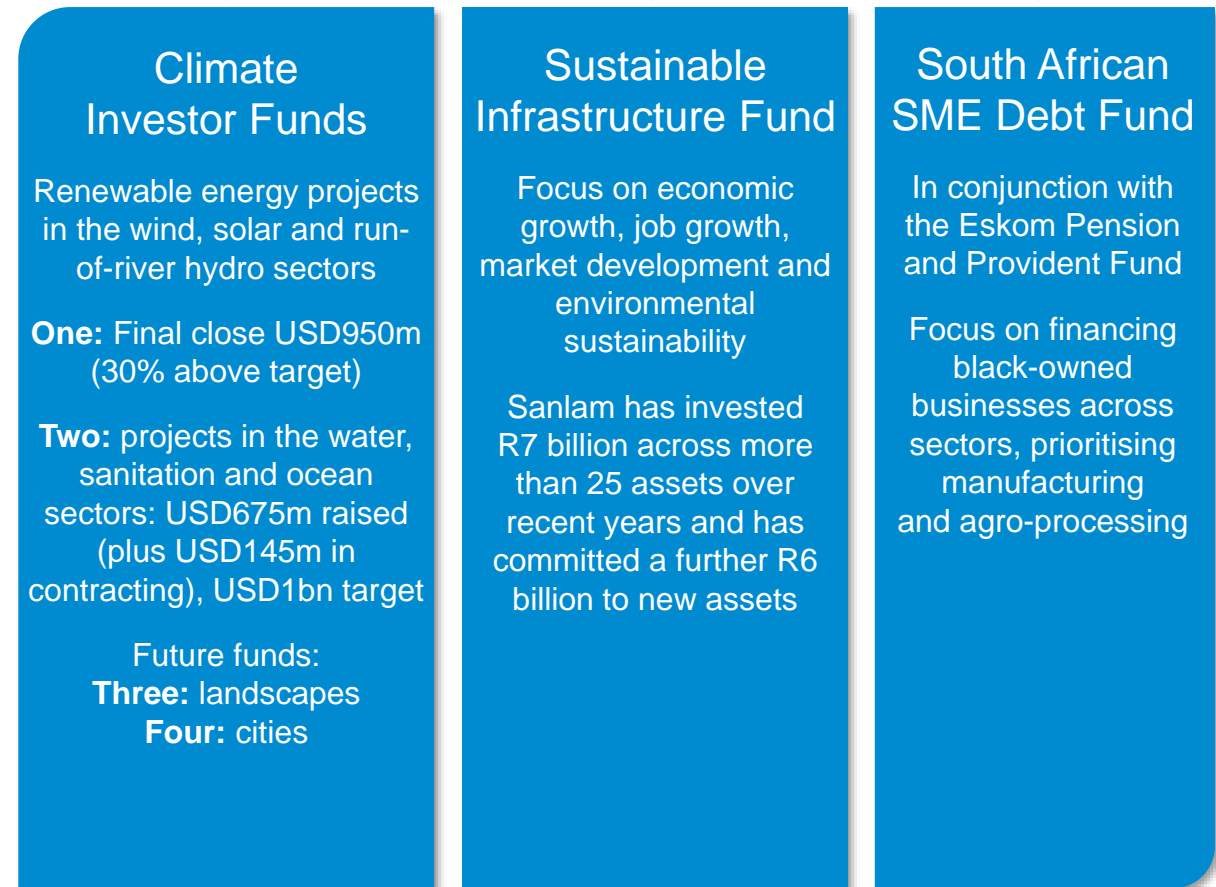 Climate
Investor Funds
Renewable energy projects
in the wind, solar and run-
of-river hydro sectors
One: Final close USD950m
(30% above target)
Two: projects in the water,
sanitation and ocean
sectors: USD675m raised
(plus USD145m in
contracting), USD1bn target
Future funds:
Three: landscapes
Four: cities
Sustainable
Infrastructure Fund
Focus on economic
growth, job growth,
market development and
environmental
sustainability
Sanlam has invested
R7 billion across more
than 25 assets over
recent years and has
committed a further R6
billion to new assets
South African
SME Debt Fund
In conjunction with
the Eskom Pension
and Provident Fund
Focus on financing
black-owned
businesses across
sectors, prioritising
manufacturing
and agro-processing